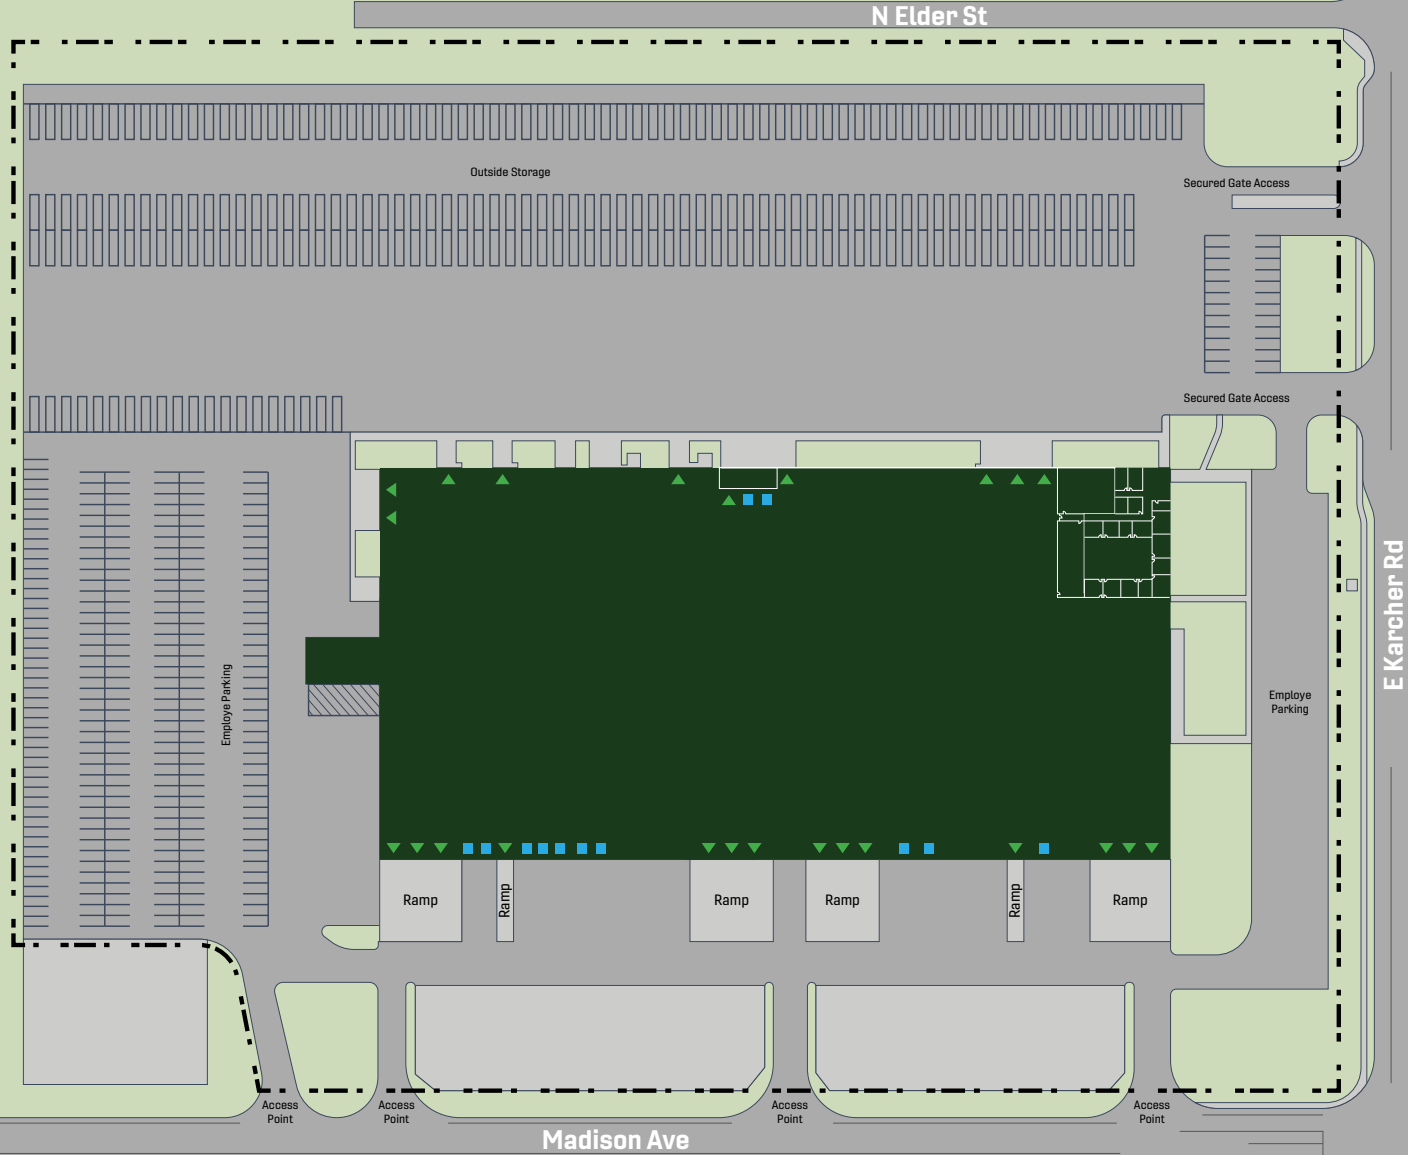 N Elder St
Outside Storage
Secured Gate Access
Secured Gate Access
E Karcher Rd
Employe Parking
Employe
Parking
Ramp
Ramp
Ramp
Ramp
Ramp
Ramp
Access
Point
Access
Point
Access
Point
Access
Point
Madison Ave